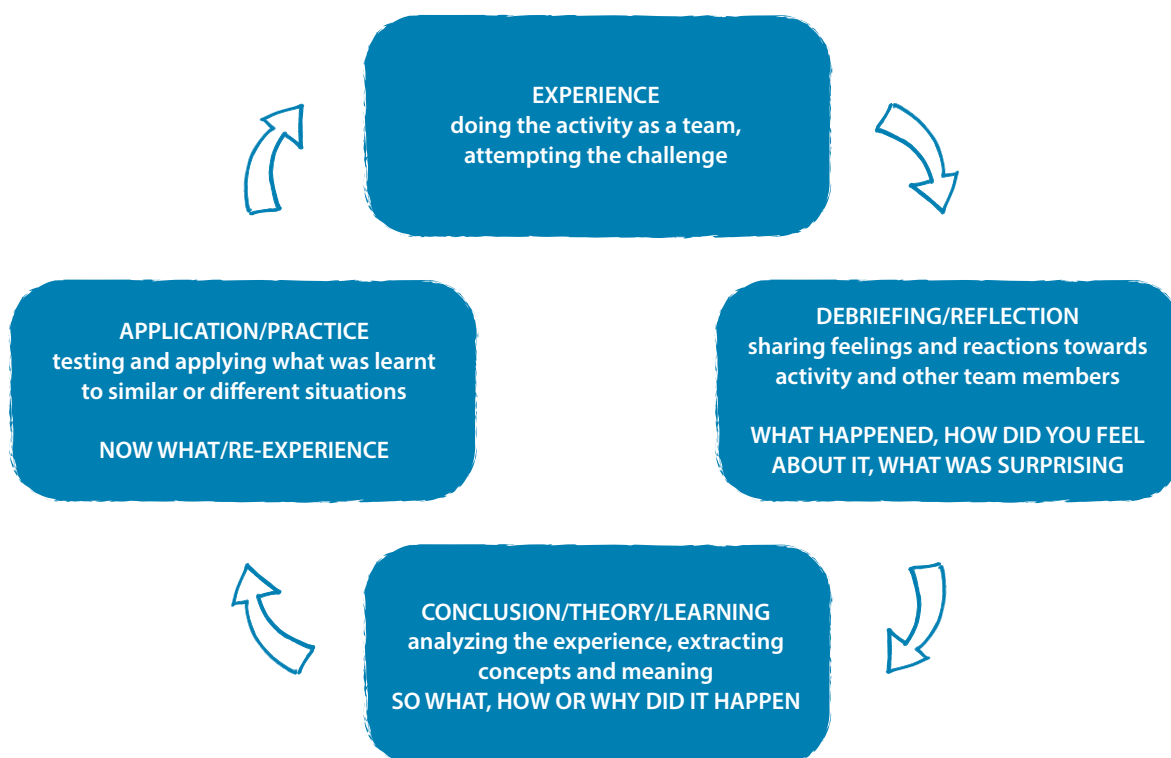 EXPERIENCE
doing the activity as a team,
attempting the challenge
APPLICATION/PRACTICE
testing and applying what was learnt
to similar or different situations
NOW WHAT/RE-EXPERIENCE
DEBRIEFING/REFLECTION
sharing feelings and reactions towards
activity and other team members
WHAT HAPPENED, HOW DID YOU FEEL
ABOUT IT, WHAT WAS SURPRISING
CONCLUSION/THEORY/LEARNING
analyzing the experience, extracting
concepts and meaning
SO WHAT, HOW OR WHY DID IT HAPPEN